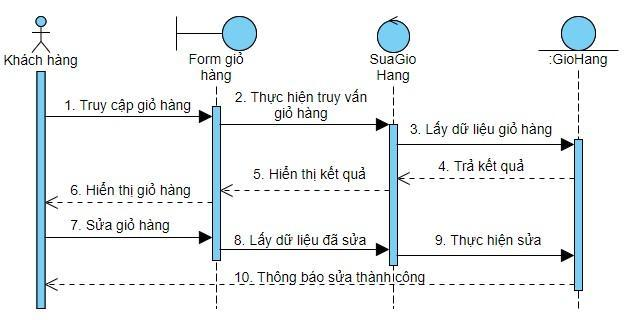 Khách hàng
Form giỏ
hàng
SuaGio
Hang
:GioHang
1. Truy cập giỏ hàng
2. Thực hiện truy vấn
giỏ hàng
3. Lấy dữ liệu giỏ hàng
4. Trả kết quả
5. Hiển thị kết quả
6. Hiển thị giỏ hàng
7. Sửa giỏ hàng
8. Lấy dữ liệu đã sửa
9. Thực hiện sửa
10. Thông báo sửa thành công